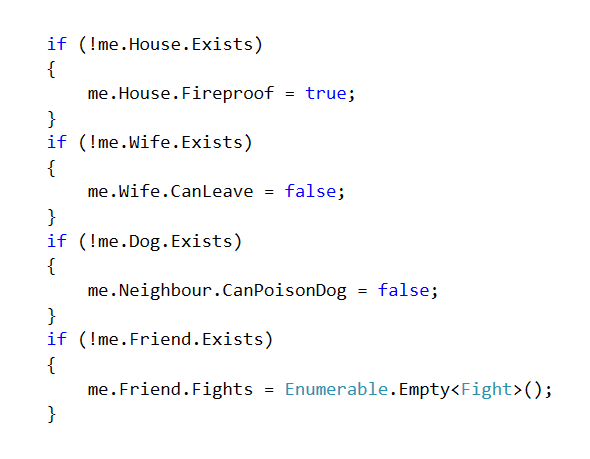 if (!me.House.Exists)
{
    me.House.Fireproof = true;
}
if (!me.Wife.Exists)
{
    me.Wife.CanLeave = false;
}
if (!me.Dog.Exists)
{
    me.Neighbour.CanPoisonDog = false;
}
if (!me.Friend.Exists)
{
    me.Friend.Fights = Enumerable.Empty<Fight>();
}